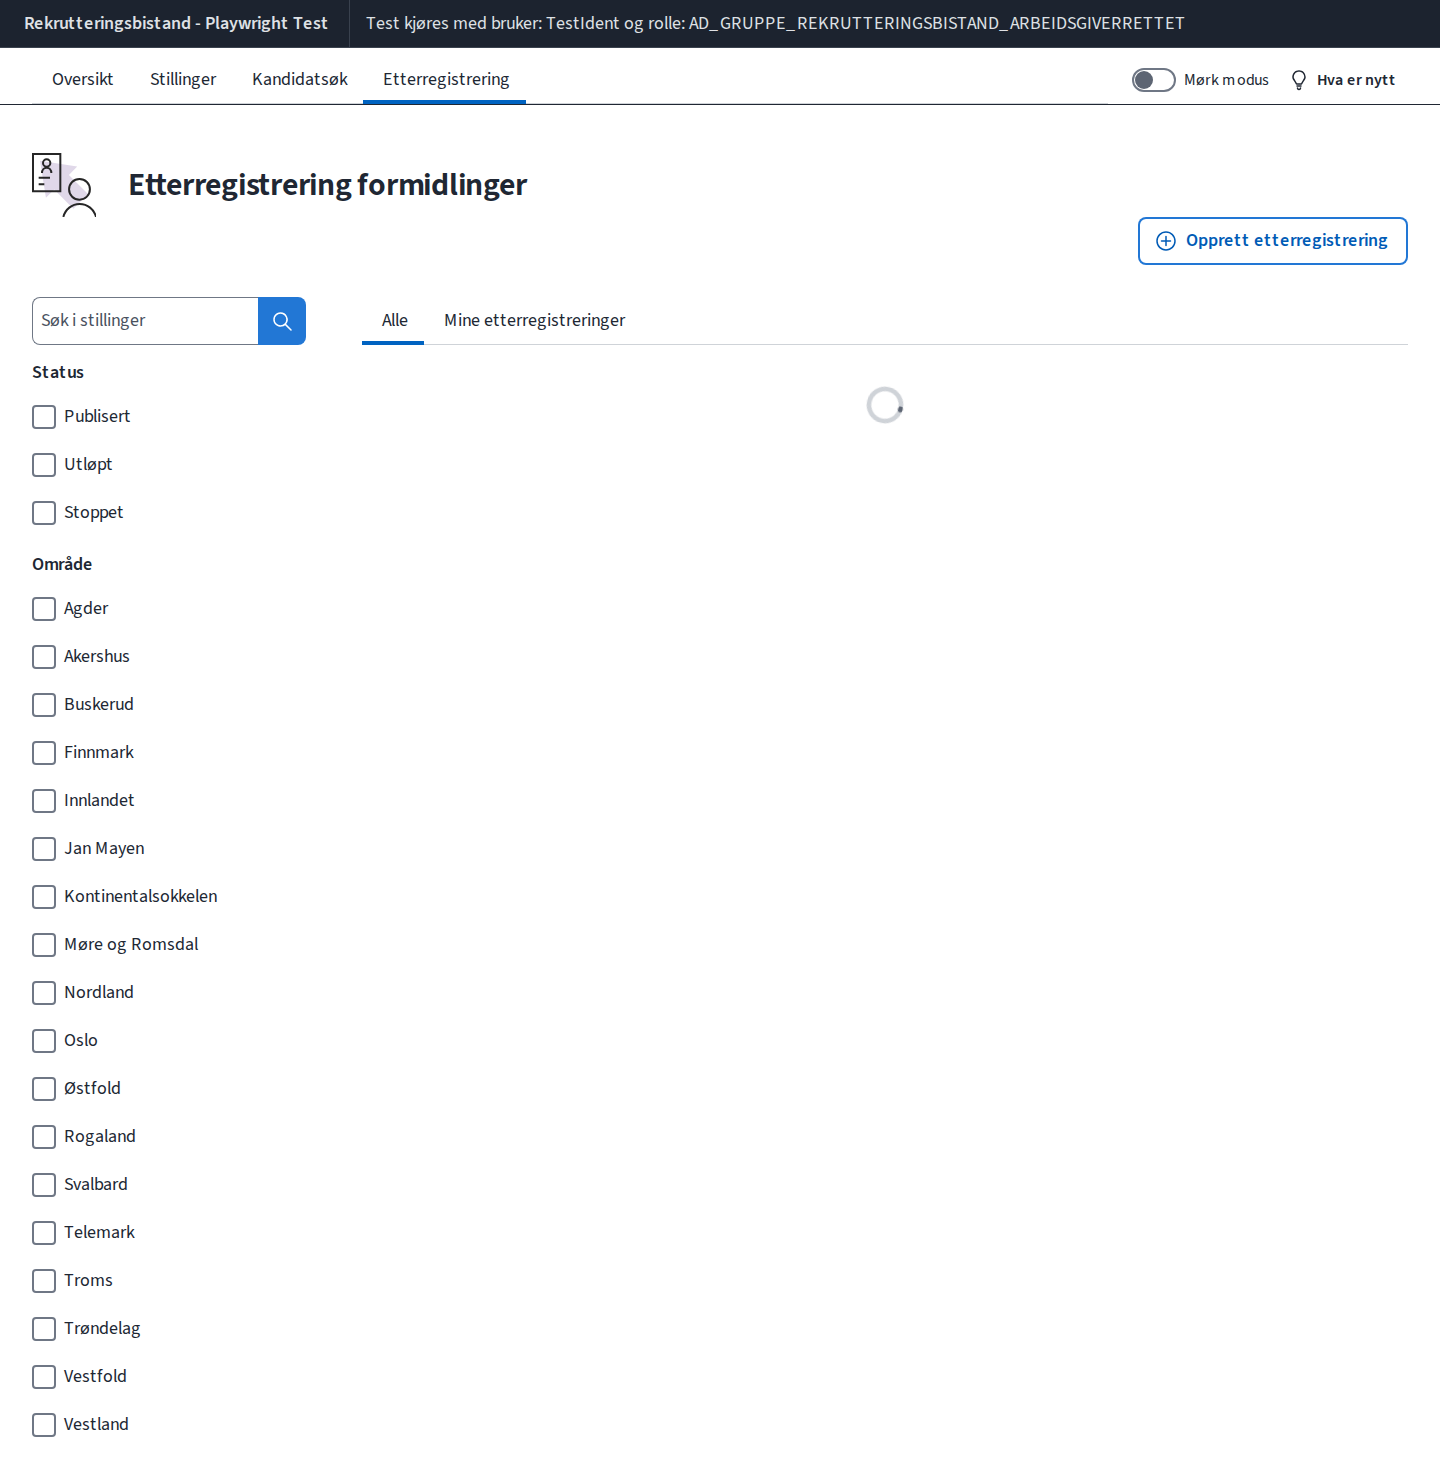 Rekrutteringsbistand - Playwright Test
Test kjøres med bruker: TestIdent og rolle: AD_GRUPPE_REKRUTTERINGSBISTAND_ARBEIDSGIVERRETTET
Oversikt
Stillinger
Kandidatsøk
Etterregistrering
Mørk modus
Hva er nytt
Etterregistrering formidlinger
Opprett etterregistrering
Søk i stillinger
Alle
Mine etterregistreringer
Status
Publisert
Utløpt
Stoppet
Område
Agder
Akershus
Buskerud
Finnmark
Innlandet
Jan Mayen
Kontinentalsokkelen
Møre og Romsdal
Nordland
Oslo
Østfold
Rogaland
Svalbard
Telemark
Troms
Trøndelag
Vestfold
Vestland